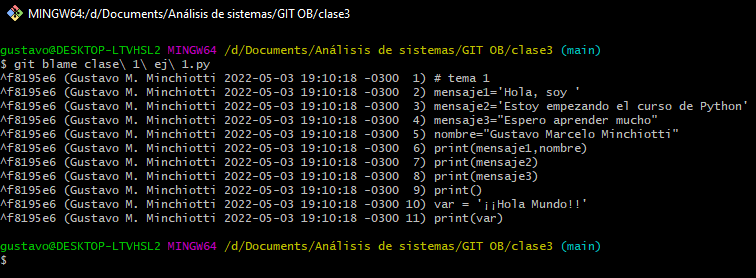 MINGW64:/d/Documents/Análisis de sistemas/GIT OB/clase3
gustavo@DESKTOP-LTVHSL2 MINGW64 /d/Documents/Análisis de sistemas/GIT OB/clase3 (main)
$ git blame clase\ 1\ ej\ 1.py
^f8195e6 (Gustavo M. Minchiotti 2022-05-03 19:10:18 -0300  1) # tema 1
^f8195e6 (Gustavo M. Minchiotti 2022-05-03 19:10:18 -0300  2) mensaje1='Hola, soy '
^f8195e6 (Gustavo M. Minchiotti 2022-05-03 19:10:18 -0300  3) mensaje2='Estoy empezando el curso de Python'
^f8195e6 (Gustavo M. Minchiotti 2022-05-03 19:10:18 -0300  4) mensaje3="Espero aprender mucho"
^f8195e6 (Gustavo M. Minchiotti 2022-05-03 19:10:18 -0300  5) nombre="Gustavo Marcelo Minchiotti"
^f8195e6 (Gustavo M. Minchiotti 2022-05-03 19:10:18 -0300  6) print(mensaje1,nombre)
^f8195e6 (Gustavo M. Minchiotti 2022-05-03 19:10:18 -0300  7) print(mensaje2)
^f8195e6 (Gustavo M. Minchiotti 2022-05-03 19:10:18 -0300  8) print(mensaje3)
^f8195e6 (Gustavo M. Minchiotti 2022-05-03 19:10:18 -0300  9) print()
^f8195e6 (Gustavo M. Minchiotti 2022-05-03 19:10:18 -0300 10) var = '¡¡Hola Mundo!!'
^f8195e6 (Gustavo M. Minchiotti 2022-05-03 19:10:18 -0300 11) print(var)
gustavo@DESKTOP-LTVHSL2 MINGW64 /d/Documents/Análisis de sistemas/GIT OB/clase3 (main)
$